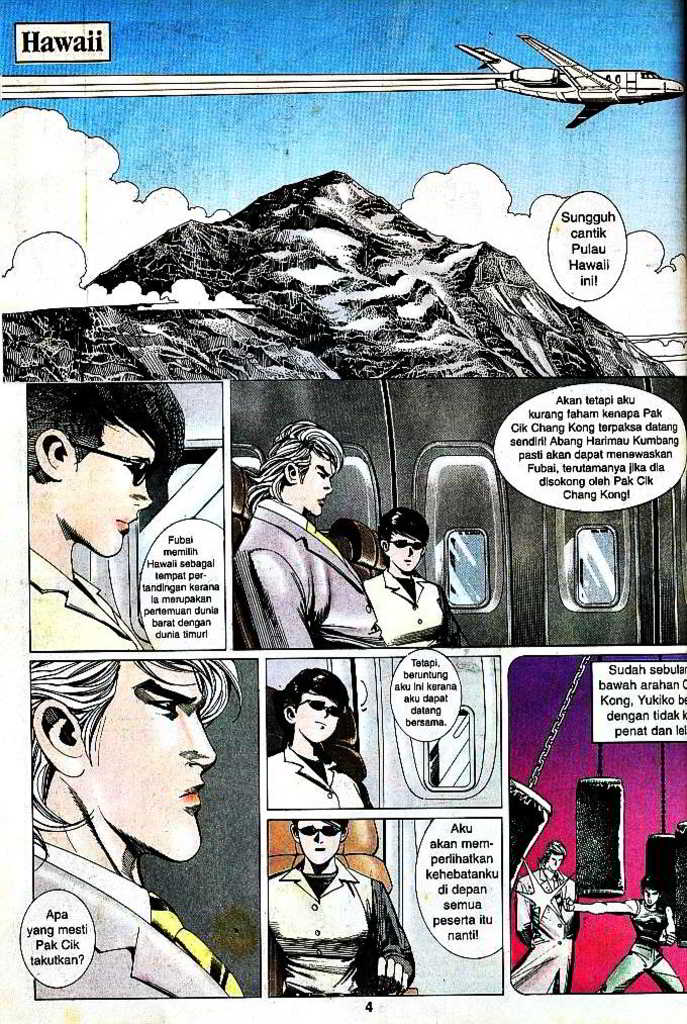 Hawaii
Sungguh
cantik
Pulau
Hawaii
ini!
Fubai
memilih
Hawaii sebagai
tempat per-
tandingan kerana
ia merupakan
pertemuan dunia
barat dengan
dunia timur!
Akan tetapi aku
kurang faham kenapa Pak
Cik Chang Kong terpaksa datang
sendiri! Abang Harimau Kumbang
pasti akan menewaskan
Fubai, terutamanya jika dia
disokong oleh Pak Cik
Chang Kong!
Apa
yang mesti
Pak Cik
takutkan?
Tetapi,
beruntung
aku ini kerana
aku dapat
datang
bersama.
Aku
akan mem-
perlihatkan
kehebatanku
di depan
semua
peserta itu
nanti!
Sudah sebula
bawah arahan
Kong, Yukiko be
dengan tidak k
penat dan lel
4